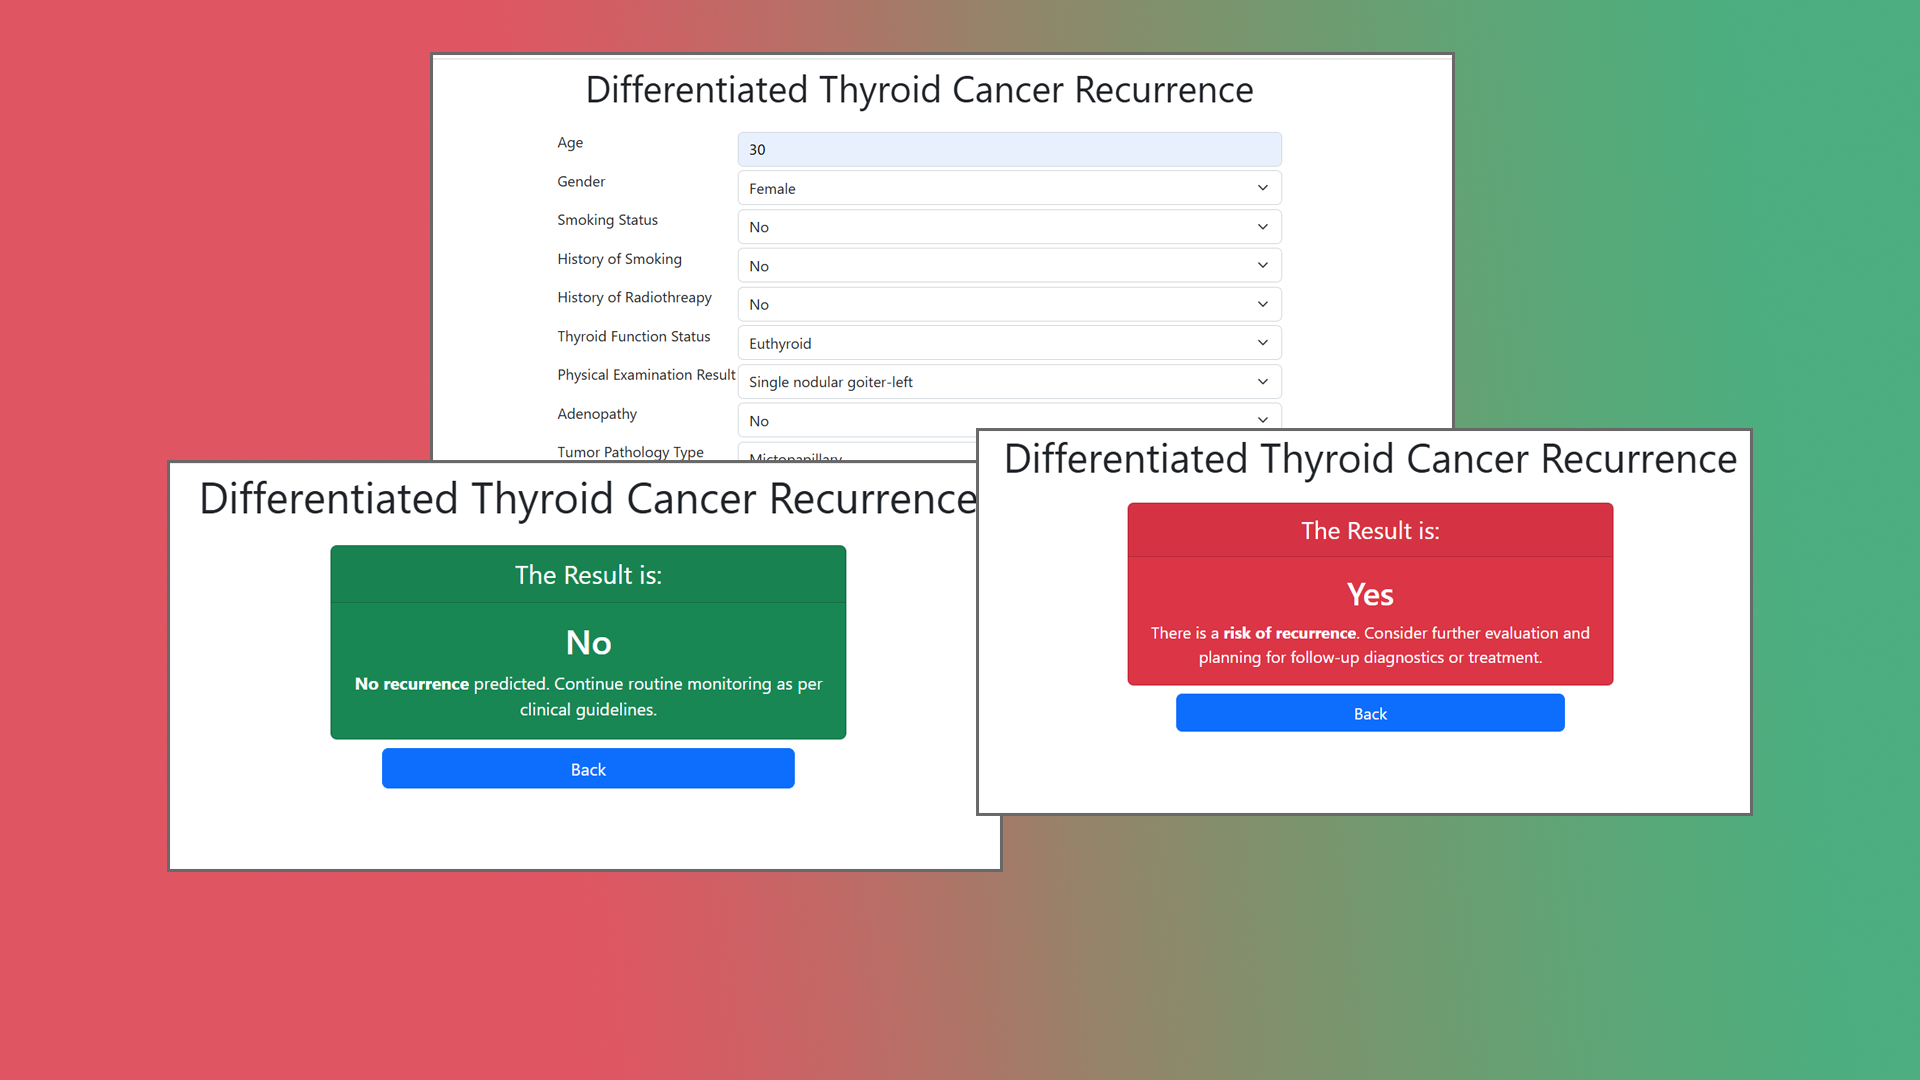 Differentiated Thyroid Cancer Recurrence
Age
30
Gender
Female
Smoking Status
No
History of Smoking
No
History of Radiothreapy
No
Thyroid Function Status
Euthyroid
Physical Examination Result
Single nodular goiter-left
Adenopathy
No
Tumor Pathology Type
Differentiated Thyroid Cancer Recurrence
The Result is:
No
No recurrence predicted. Continue routine monitoring as per
clinical guidelines.
Back
Differentiated Thyroid Cancer Recurrence
The Result is:
Yes
There is a risk of recurrence. Consider further evaluation and
planning for follow-up diagnostics or treatment.
Back